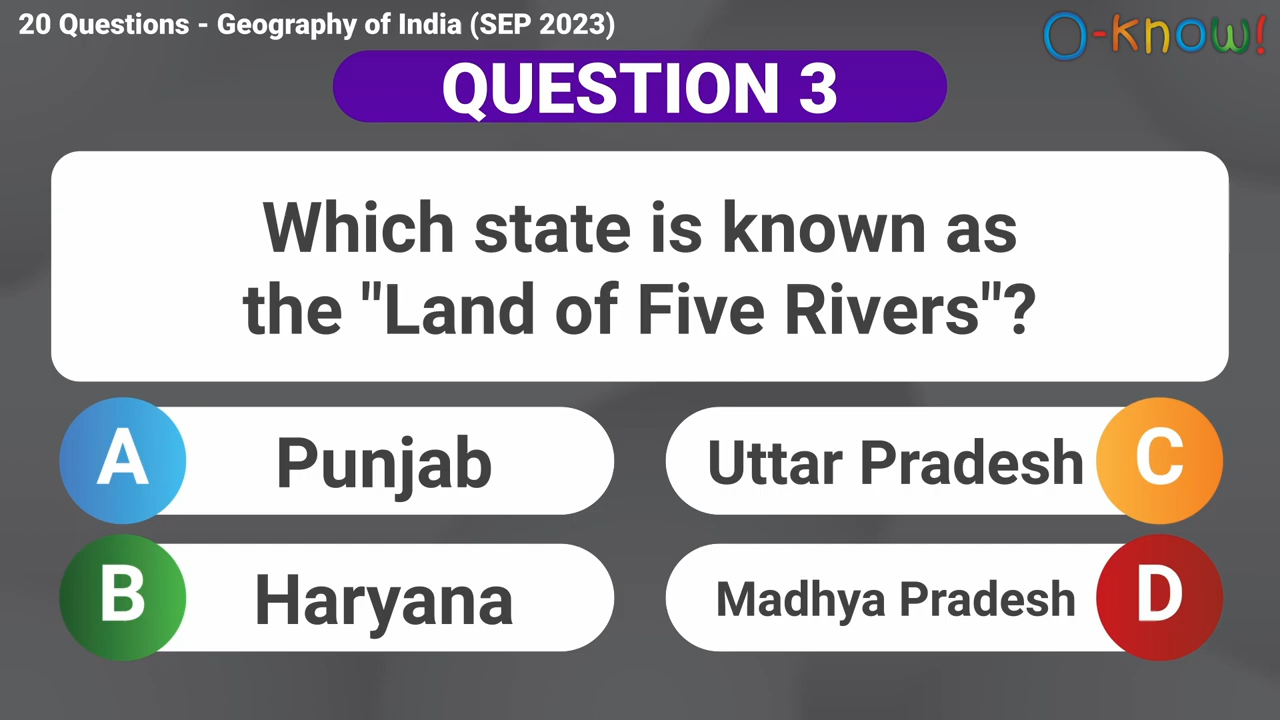 20 Questions - Geography of India (SEP 2023)
O-know!
QUESTION 3
Which state is known as
the "Land of Five Rivers"?
A Punjab
B Haryana
Uttar Pradesh C
Madhya Pradesh D